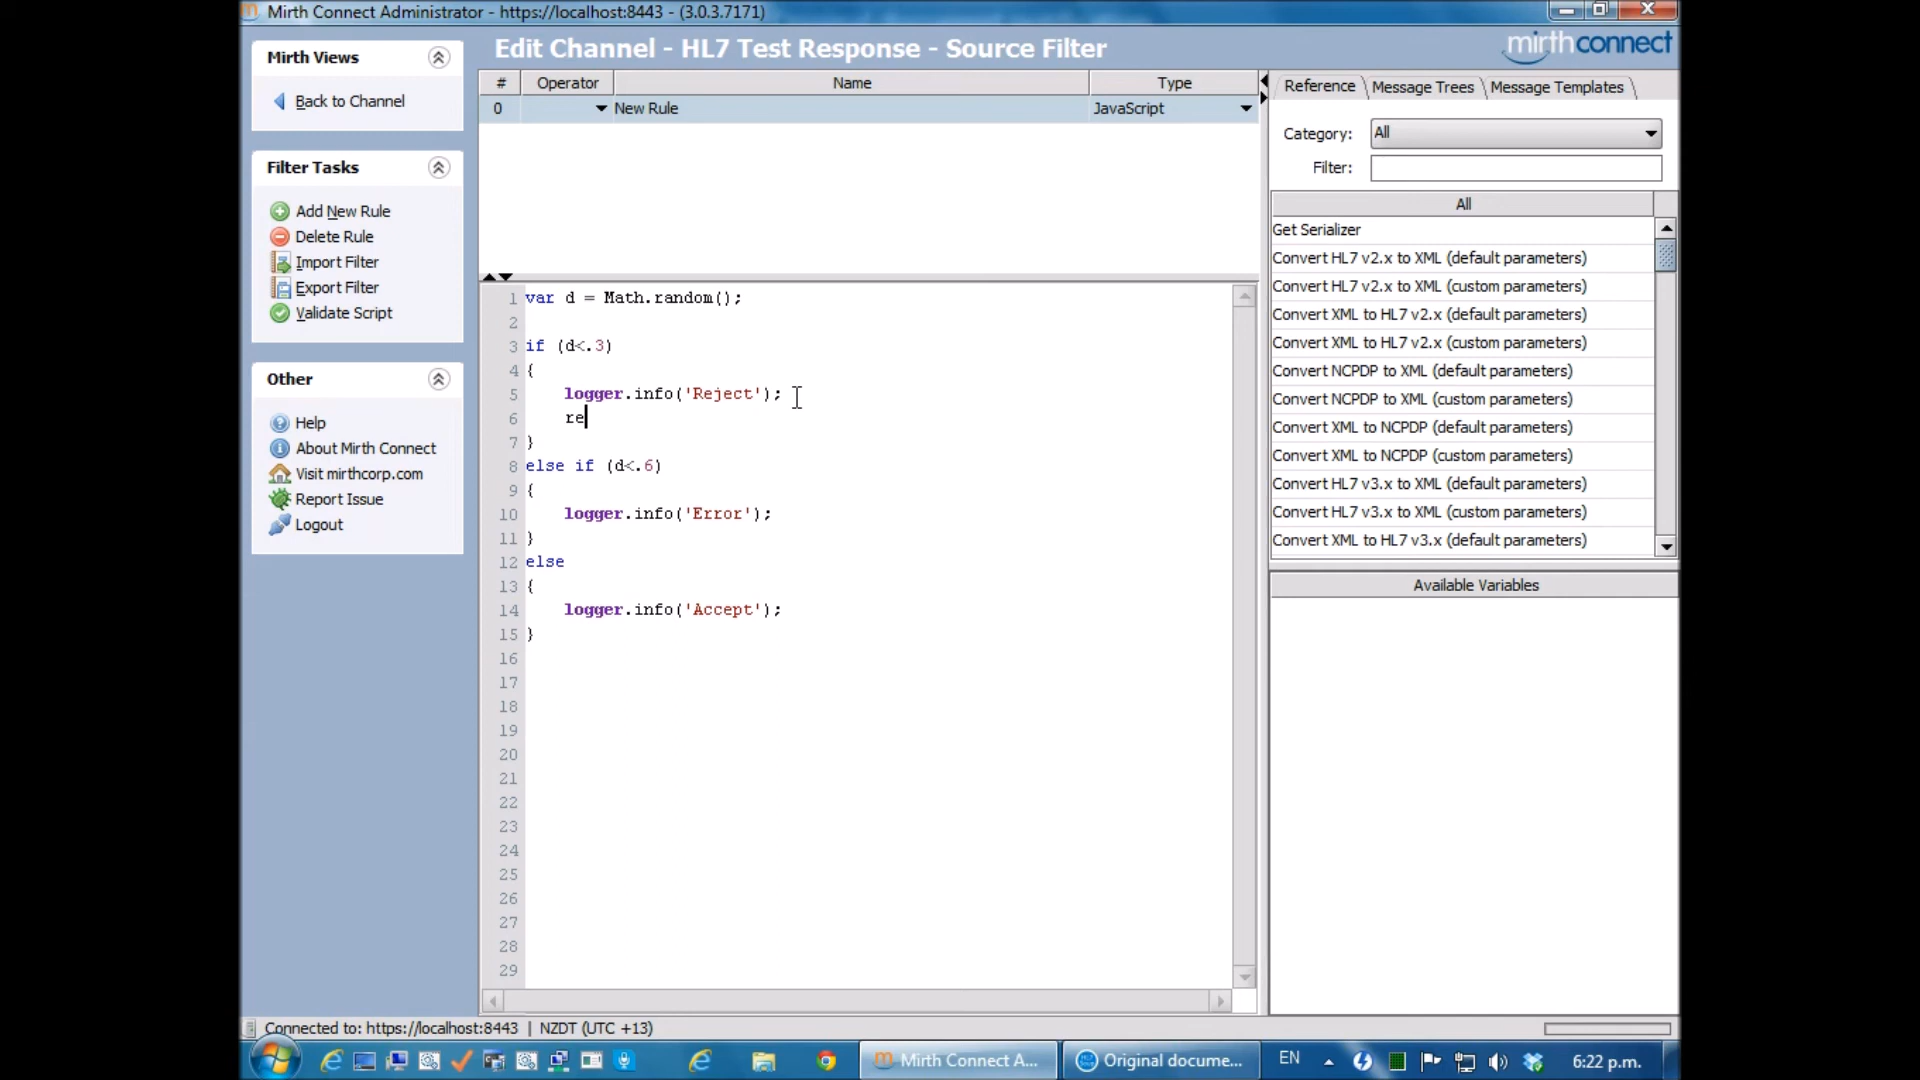 Mirth Connect Administrator - https://localhost:8443 - (3.0.3.7171)
Mirth Views
Back to Channel
Filter Tasks
Add New Rule
Delete Rule
Import Filter
Export Filter
Validate Script
Other
Help
About Mirth Connect
Visit mirthcorp.com
Report Issue
Logout
Edit Channel - HL7 Test Response - Source Filter
mirthconnect
# Operator Name Type
0 New Rule JavaScript
1 var d = Math.random();
2
3 if (d<.3)
4 {
5 logger.info('Reject');
6 re
7 }
8 else if (d<.6)
9 {
10 logger.info('Error');
11 }
12 else
13 {
14 logger.info('Accept');
15 }
16
17
18
19
20
21
22
23
24
25
26
27
28
29
Reference Message Trees Message Templates
Category: All
Filter:
All
Get Serializer
Convert HL7 v2.x to XML (default parameters)
Convert HL7 v2.x to XML (custom parameters)
Convert XML to HL7 v2.x (default parameters)
Convert XML to HL7 v2.x (custom parameters)
Convert NCPDP to XML (default parameters)
Convert NCPDP to XML (custom parameters)
Convert XML to NCPDP (default parameters)
Convert XML to NCPDP (custom parameters)
Convert HL7 v3.x to XML (default parameters)
Convert HL7 v3.x to XML (custom parameters)
Convert XML to HL7 v3.x (default parameters)
Available Variables
Connected to: https://localhost:8443 | NZDT (UTC +13)
Mirth Connect A...
Original docume...
EN
6:22 p.m.